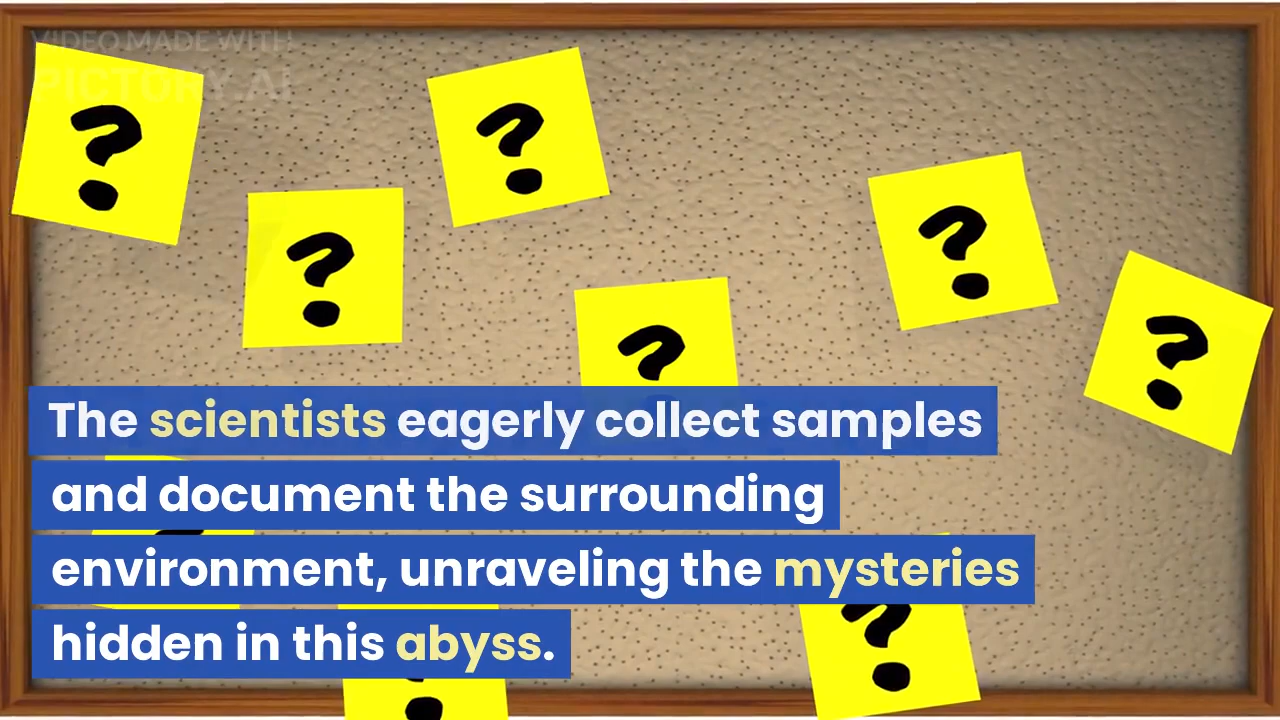 VIDEO MADE WITH
PICTORY.AI
?
?
?
?
?
?
The scientists eagerly collect samples
and document the surrounding
environment, unraveling the mysteries
hidden in this abyss.
?
?